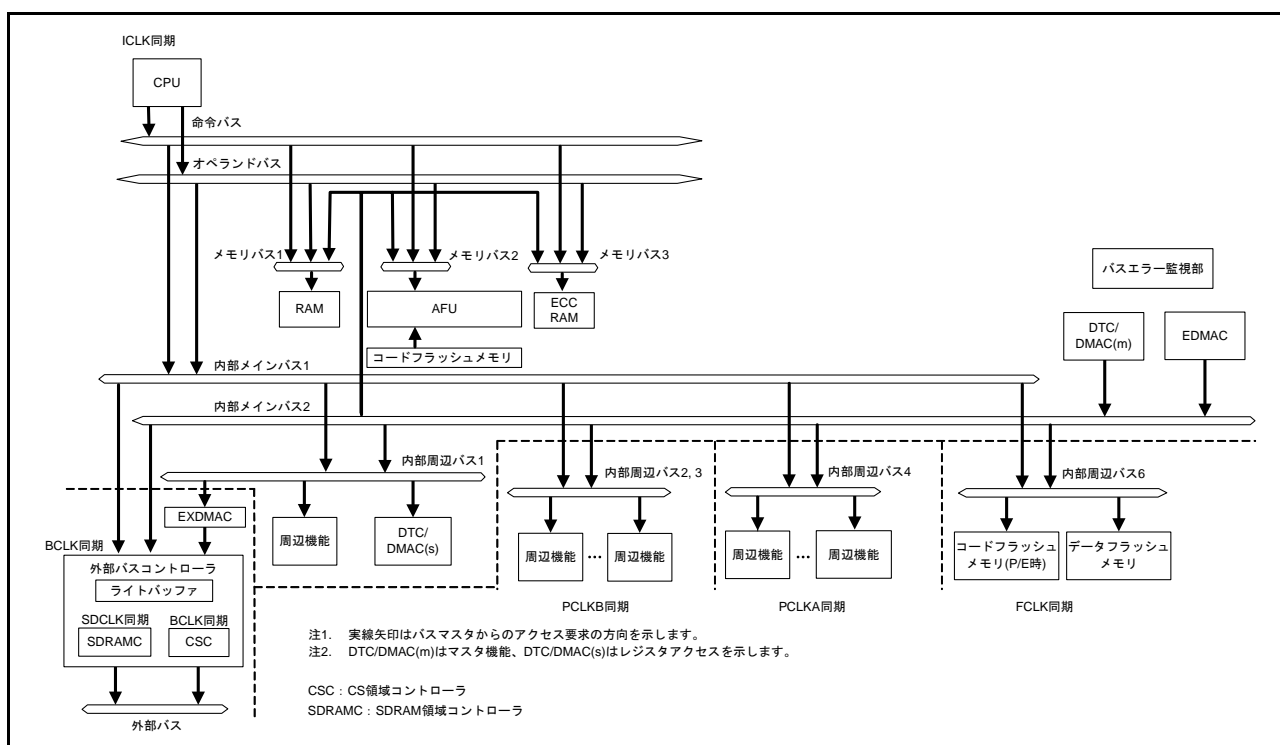 ICLK同期
CPU
命令バス
オペランドバス
メモリバス1
メモリバス2
メモリバス3
バスエラー監視部
RAM
AFU
ECC
RAM
DTC/
DMAC(m)
EDMAC
コードフラッシュメモリ
内部メインバス1
内部メインバス2
内部周辺バス1
内部周辺バス2, 3
内部周辺バス4
内部周辺バス6
EXDMAC
周辺機能
DTC/
DMAC(s)
周辺機能
…
周辺機能
周辺機能
…
周辺機能
コードフラッシュ
メモリ(P/E時)
データフラッシュ
メモリ
BCLK同期
外部バスコントローラ
ライトバッファ
SDCLK同期
BCLK同期
SDRAMC
CSC
PCLKB同期
PCLKA同期
FCLK同期
注1. 実線矢印はバスマスタからのアクセス要求の方向を示します。
注2. DTC/DMAC(m)はマスタ機能、DTC/DMAC(s)はレジスタアクセスを示します。
CSC：CS領域コントローラ
SDRAMC：SDRAM領域コントローラ
外部バス